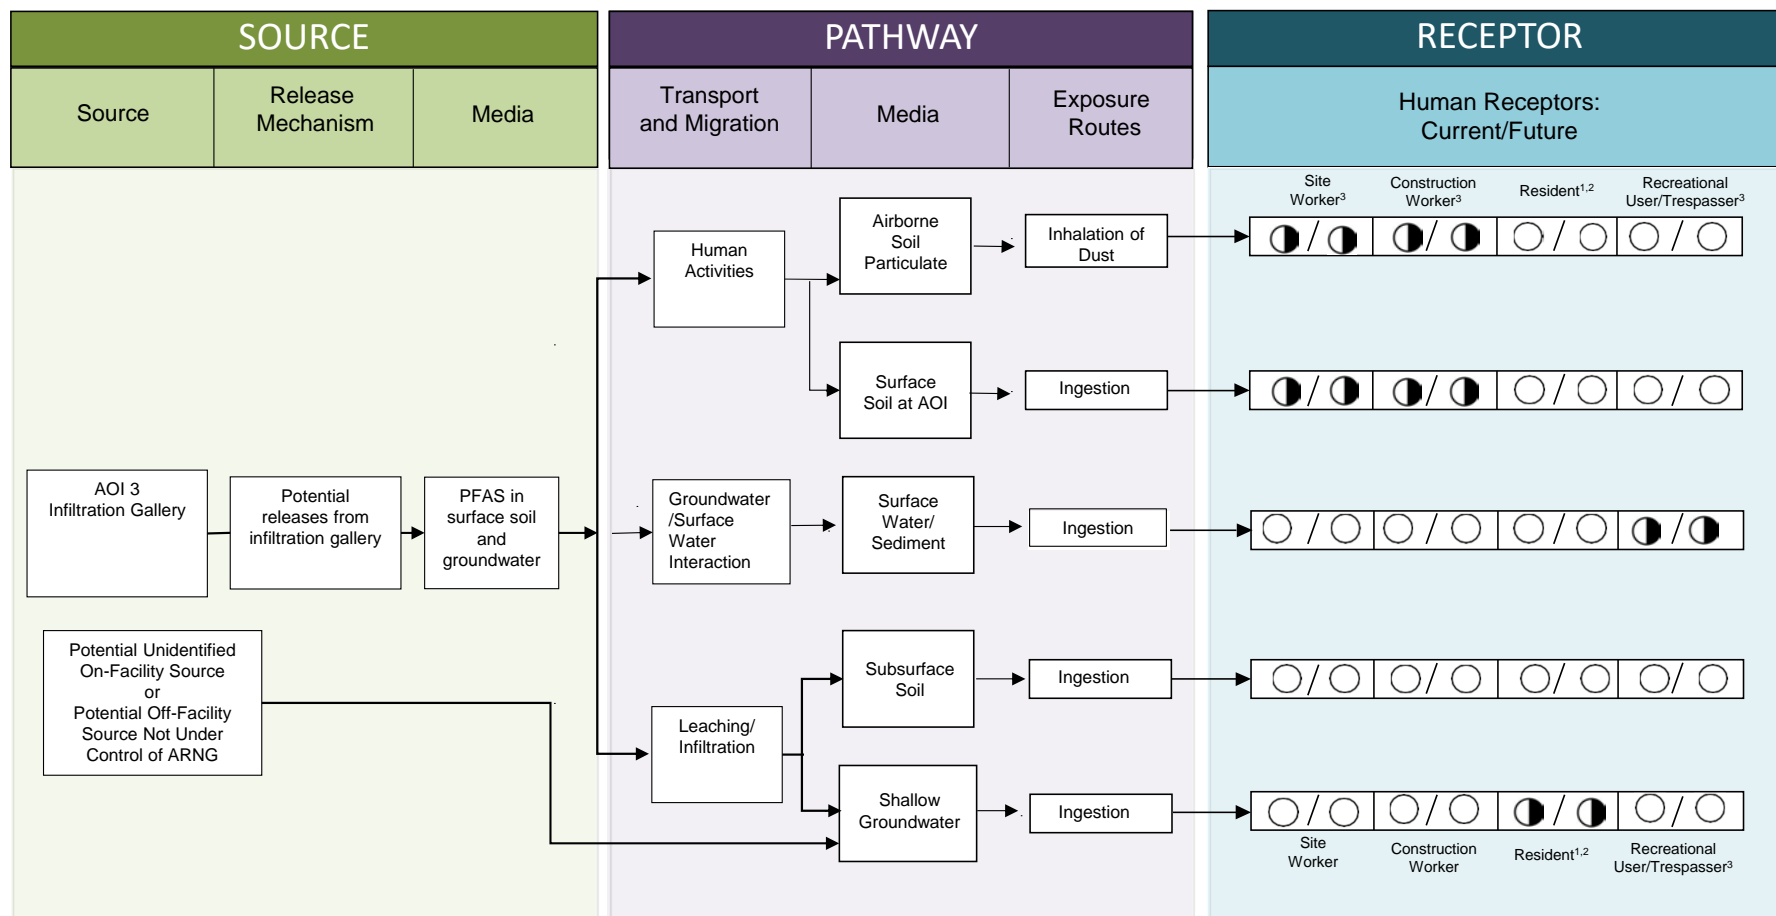 SOURCE
PATHWAY
RECEPTOR
Source
Release
Mechanism
Media
Transport
and Migration
Media
Exposure
Routes
Human Receptors:
Current/Future
Site
Worker³
Construction
Worker³
Resident¹,²
Recreational
User/Trespasser³
Human
Activities
Airborne
Soil
Particulate
Inhalation of
Dust
/ / / /
Surface
Soil at AOI
Ingestion
/ / / /
AOI 3
Infiltration Gallery
Potential
releases from
infiltration gallery
PFAS in
surface soil
and
groundwater
Groundwater
/Surface
Water
Interaction
Surface
Water/
Sediment
Ingestion
/ / / /
Potential Unidentified
On-Facility Source
or
Potential Off-Facility
Source Not Under
Control of ARNG
Leaching/
Infiltration
Subsurface
Soil
Ingestion
/ / / /
Shallow
Groundwater
Ingestion
/ / / /
Site
Worker
Construction
Worker
Resident¹,²
Recreational
User/Trespasser³